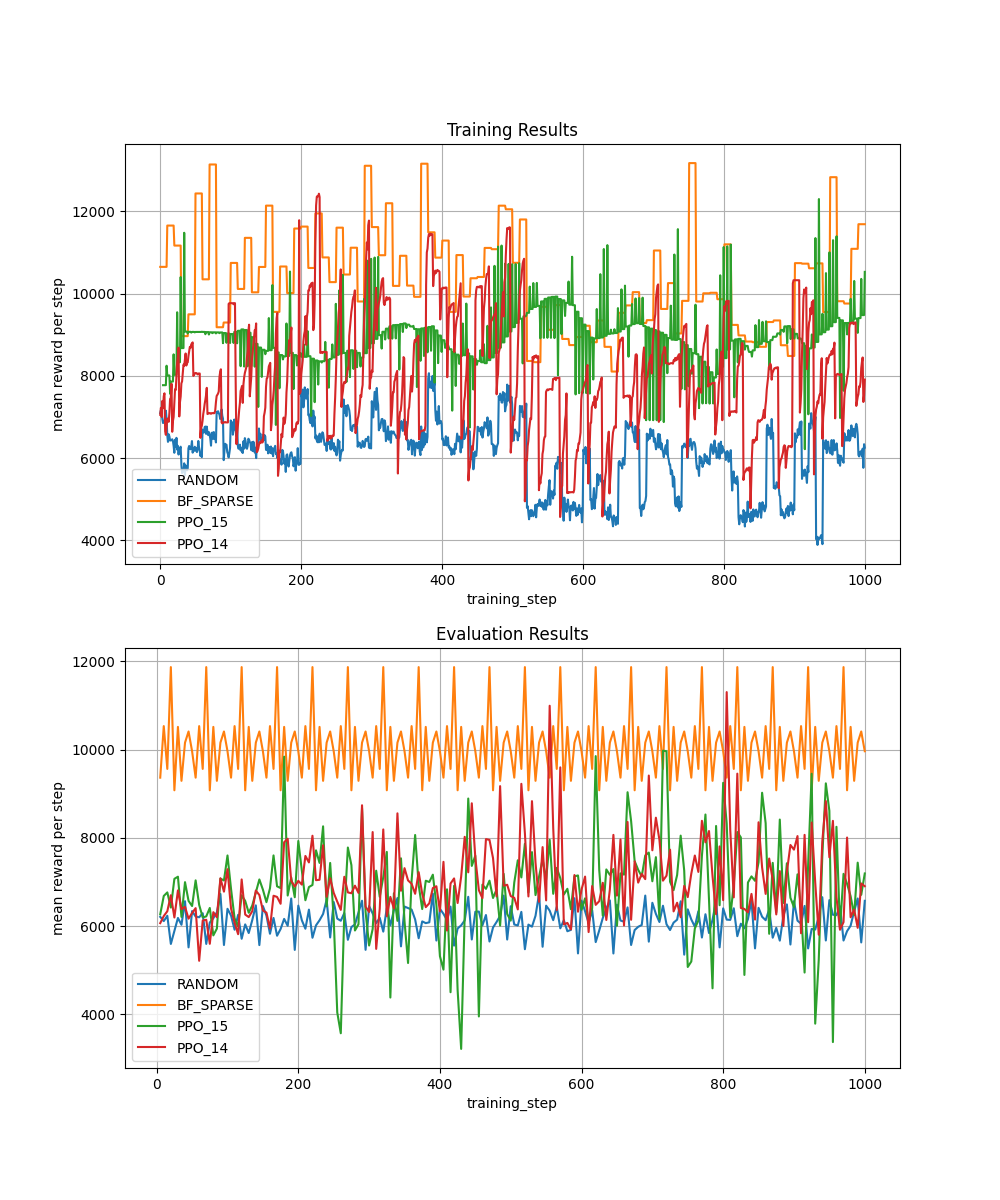 Training Results
mean reward per step
12000
10000
8000
6000
4000
RANDOM
BF_SPARSE
PPO_15
PPO_14
0 200 400 600 800 1000
training_step
Evaluation Results
mean reward per step
12000
10000
8000
6000
4000
RANDOM
BF_SPARSE
PPO_15
PPO_14
0 200 400 600 800 1000
training_step